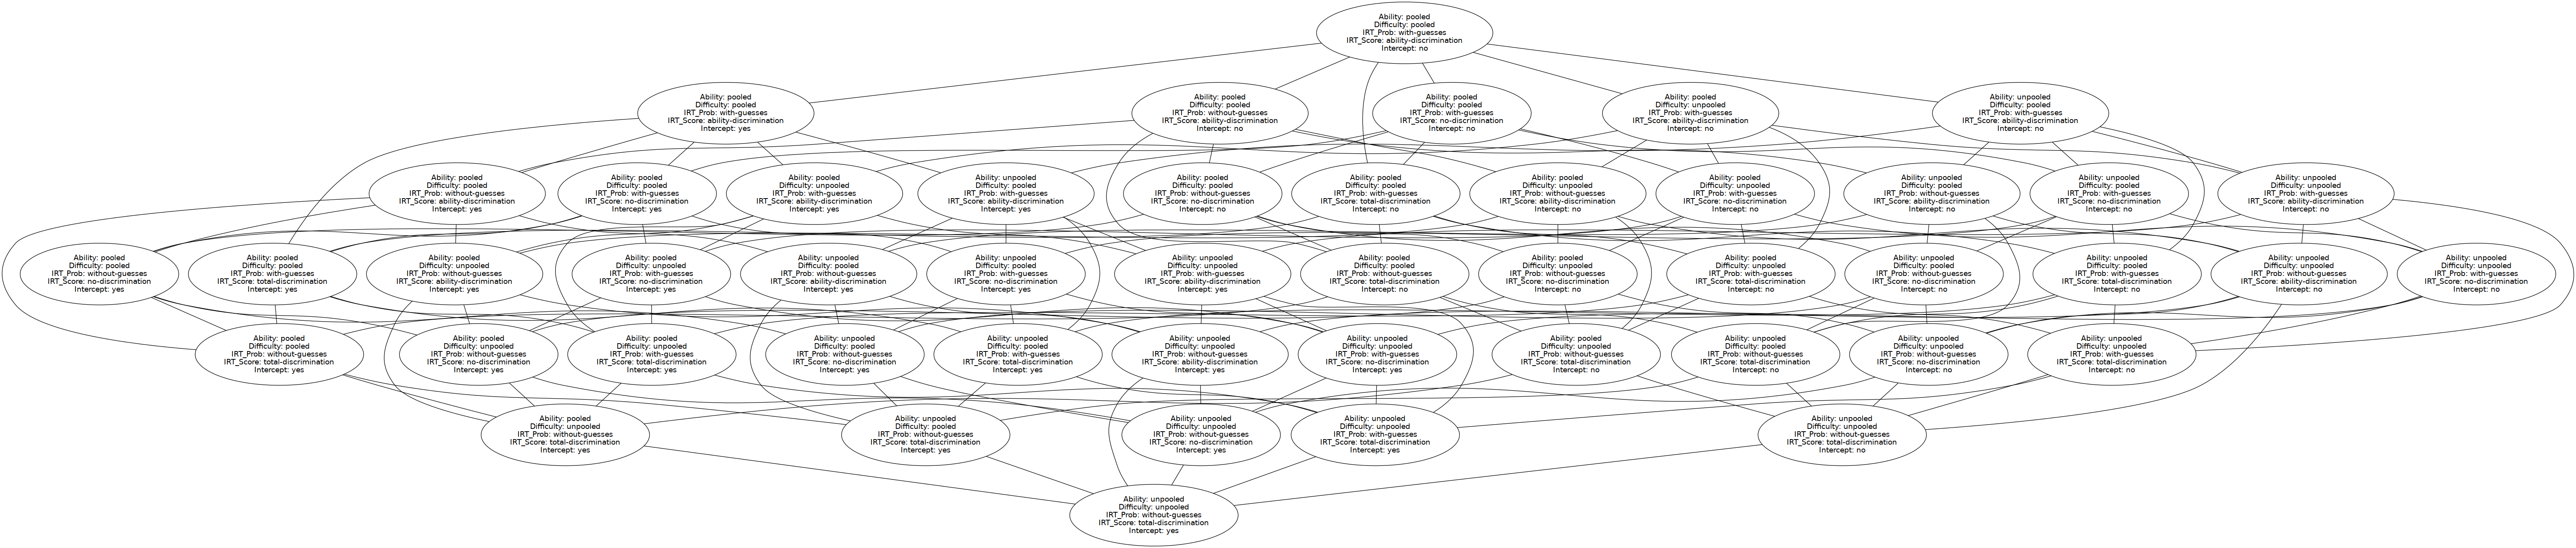 Ability: pooled
Difficulty: pooled
IRT_Prob: with-guesses
IRT_Score: ability-discrimination
Intercept: no
Ability: pooled
Difficulty: pooled
IRT_Prob: with-guesses
IRT_Score: ability-discrimination
Intercept: yes
Ability: pooled
Difficulty: pooled
IRT_Prob: without-guesses
IRT_Score: ability-discrimination
Intercept: no
Ability: pooled
Difficulty: pooled
IRT_Prob: with-guesses
IRT_Score: no-discrimination
Intercept: no
Ability: pooled
Difficulty: unpooled
IRT_Prob: with-guesses
IRT_Score: ability-discrimination
Intercept: no
Ability: unpooled
Difficulty: pooled
IRT_Prob: with-guesses
IRT_Score: ability-discrimination
Intercept: no
Ability: pooled
Difficulty: pooled
IRT_Prob: without-guesses
IRT_Score: ability-discrimination
Intercept: yes
Ability: pooled
Difficulty: pooled
IRT_Prob: with-guesses
IRT_Score: no-discrimination
Intercept: yes
Ability: pooled
Difficulty: unpooled
IRT_Prob: with-guesses
IRT_Score: ability-discrimination
Intercept: yes
Ability: unpooled
Difficulty: pooled
IRT_Prob: with-guesses
IRT_Score: ability-discrimination
Intercept: yes
Ability: pooled
Difficulty: pooled
IRT_Prob: without-guesses
IRT_Score: no-discrimination
Intercept: no
Ability: pooled
Difficulty: pooled
IRT_Prob: with-guesses
IRT_Score: total-discrimination
Intercept: no
Ability: pooled
Difficulty: unpooled
IRT_Prob: without-guesses
IRT_Score: ability-discrimination
Intercept: no
Ability: pooled
Difficulty: unpooled
IRT_Prob: with-guesses
IRT_Score: no-discrimination
Intercept: no
Ability: unpooled
Difficulty: pooled
IRT_Prob: without-guesses
IRT_Score: ability-discrimination
Intercept: no
Ability: unpooled
Difficulty: pooled
IRT_Prob: with-guesses
IRT_Score: no-discrimination
Intercept: no
Ability: unpooled
Difficulty: unpooled
IRT_Prob: with-guesses
IRT_Score: ability-discrimination
Intercept: no
Ability: pooled
Difficulty: pooled
IRT_Prob: without-guesses
IRT_Score: no-discrimination
Intercept: yes
Ability: pooled
Difficulty: pooled
IRT_Prob: with-guesses
IRT_Score: total-discrimination
Intercept: yes
Ability: pooled
Difficulty: unpooled
IRT_Prob: without-guesses
IRT_Score: ability-discrimination
Intercept: yes
Ability: pooled
Difficulty: unpooled
IRT_Prob: with-guesses
IRT_Score: no-discrimination
Intercept: yes
Ability: unpooled
Difficulty: pooled
IRT_Prob: without-guesses
IRT_Score: ability-discrimination
Intercept: yes
Ability: unpooled
Difficulty: pooled
IRT_Prob: with-guesses
IRT_Score: no-discrimination
Intercept: yes
Ability: unpooled
Difficulty: unpooled
IRT_Prob: with-guesses
IRT_Score: ability-discrimination
Intercept: yes
Ability: pooled
Difficulty: pooled
IRT_Prob: without-guesses
IRT_Score: total-discrimination
Intercept: no
Ability: pooled
Difficulty: unpooled
IRT_Prob: without-guesses
IRT_Score: no-discrimination
Intercept: no
Ability: pooled
Difficulty: unpooled
IRT_Prob: with-guesses
IRT_Score: total-discrimination
Intercept: no
Ability: unpooled
Difficulty: pooled
IRT_Prob: without-guesses
IRT_Score: no-discrimination
Intercept: no
Ability: unpooled
Difficulty: pooled
IRT_Prob: with-guesses
IRT_Score: total-discrimination
Intercept: no
Ability: unpooled
Difficulty: unpooled
IRT_Prob: without-guesses
IRT_Score: ability-discrimination
Intercept: no
Ability: unpooled
Difficulty: unpooled
IRT_Prob: with-guesses
IRT_Score: no-discrimination
Intercept: no
Ability: pooled
Difficulty: pooled
IRT_Prob: without-guesses
IRT_Score: total-discrimination
Intercept: yes
Ability: pooled
Difficulty: unpooled
IRT_Prob: without-guesses
IRT_Score: no-discrimination
Intercept: yes
Ability: pooled
Difficulty: unpooled
IRT_Prob: with-guesses
IRT_Score: total-discrimination
Intercept: yes
Ability: unpooled
Difficulty: pooled
IRT_Prob: without-guesses
IRT_Score: no-discrimination
Intercept: yes
Ability: unpooled
Difficulty: pooled
IRT_Prob: with-guesses
IRT_Score: total-discrimination
Intercept: yes
Ability: unpooled
Difficulty: unpooled
IRT_Prob: without-guesses
IRT_Score: ability-discrimination
Intercept: yes
Ability: unpooled
Difficulty: unpooled
IRT_Prob: with-guesses
IRT_Score: no-discrimination
Intercept: yes
Ability: pooled
Difficulty: unpooled
IRT_Prob: without-guesses
IRT_Score: total-discrimination
Intercept: no
Ability: unpooled
Difficulty: pooled
IRT_Prob: without-guesses
IRT_Score: total-discrimination
Intercept: no
Ability: unpooled
Difficulty: unpooled
IRT_Prob: without-guesses
IRT_Score: no-discrimination
Intercept: no
Ability: unpooled
Difficulty: unpooled
IRT_Prob: with-guesses
IRT_Score: total-discrimination
Intercept: no
Ability: pooled
Difficulty: unpooled
IRT_Prob: without-guesses
IRT_Score: total-discrimination
Intercept: yes
Ability: unpooled
Difficulty: pooled
IRT_Prob: without-guesses
IRT_Score: total-discrimination
Intercept: yes
Ability: unpooled
Difficulty: unpooled
IRT_Prob: without-guesses
IRT_Score: no-discrimination
Intercept: yes
Ability: unpooled
Difficulty: unpooled
IRT_Prob: with-guesses
IRT_Score: total-discrimination
Intercept: yes
Ability: unpooled
Difficulty: unpooled
IRT_Prob: without-guesses
IRT_Score: total-discrimination
Intercept: no
Ability: unpooled
Difficulty: unpooled
IRT_Prob: without-guesses
IRT_Score: total-discrimination
Intercept: yes